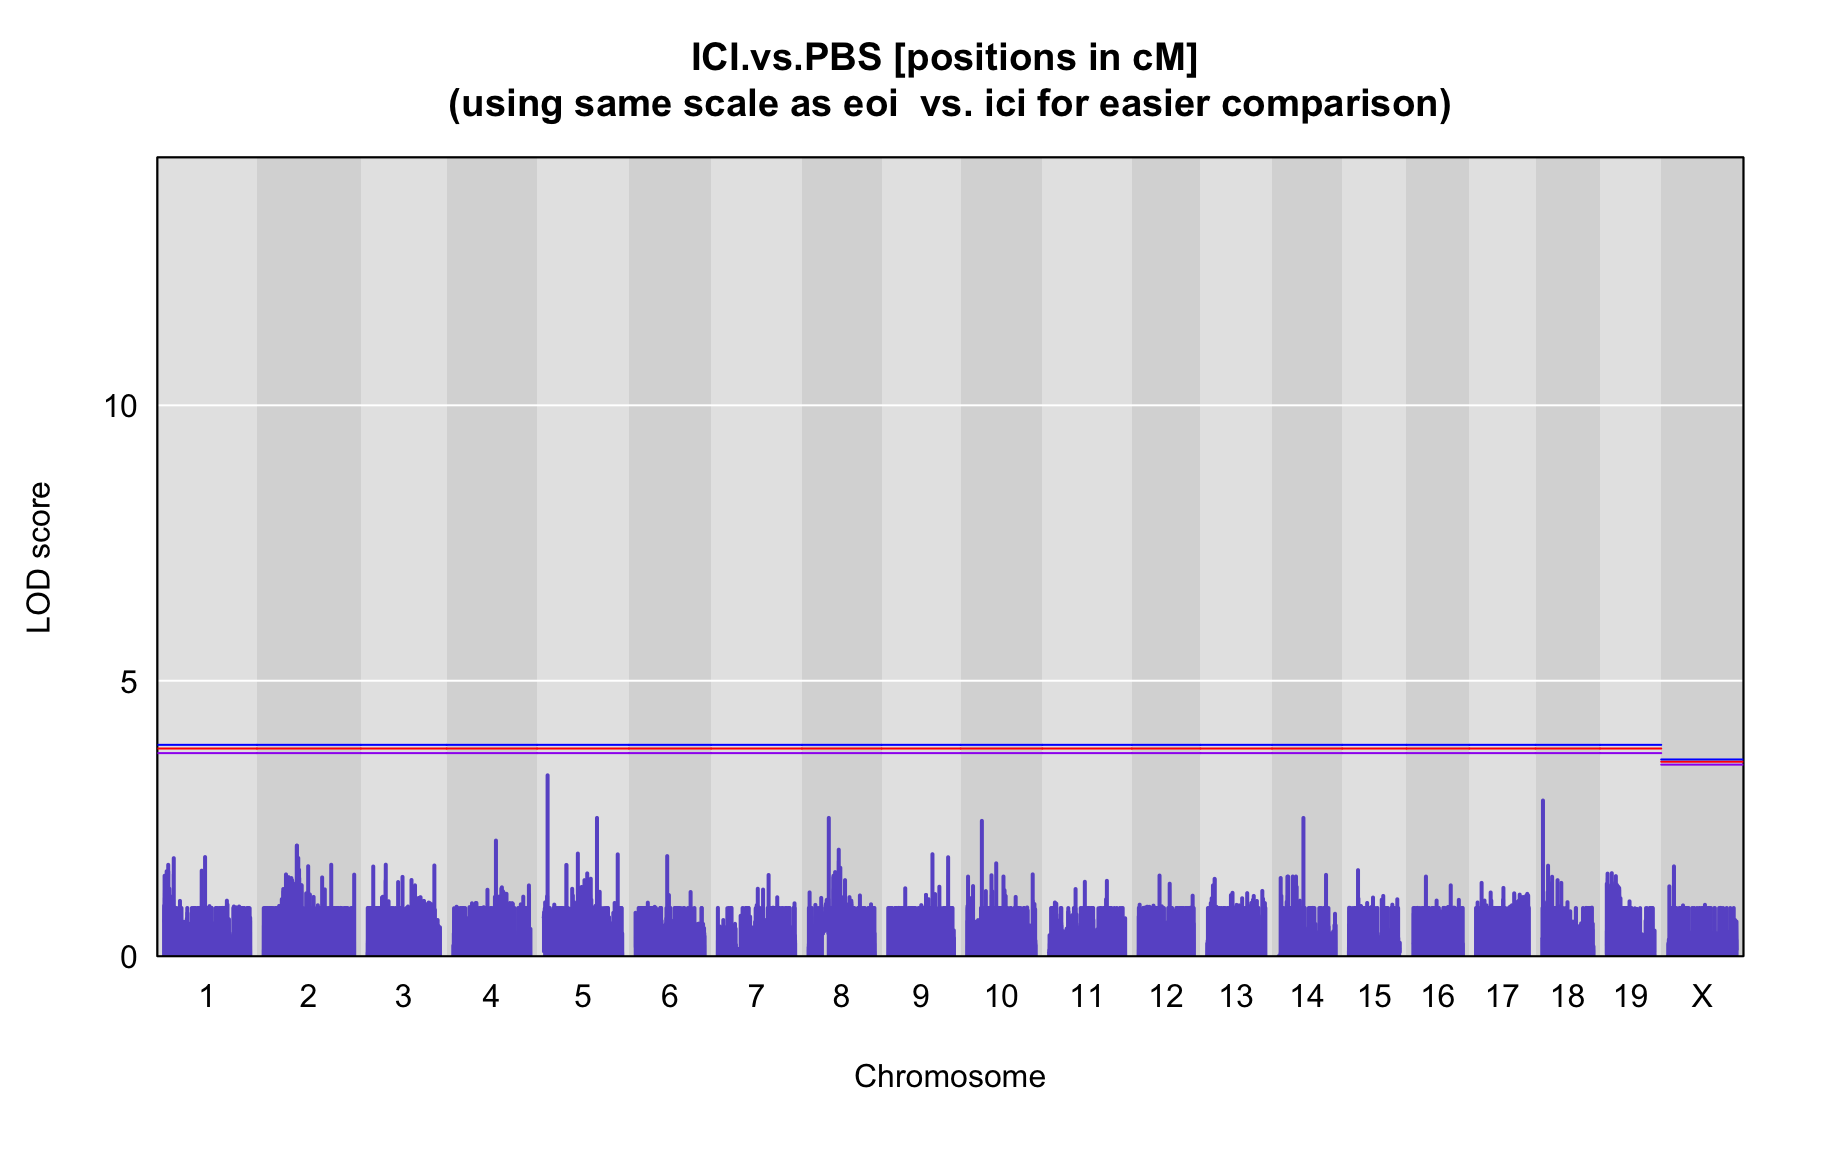 ICI.vs.PBS [positions in cM]
(using same scale as eoi  vs. ici for easier comparison)
LOD score
10
5
0
1 2 3 4 5 6 7 8 9 10 11 12 13 14 15 16 17 18 19 X
Chromosome